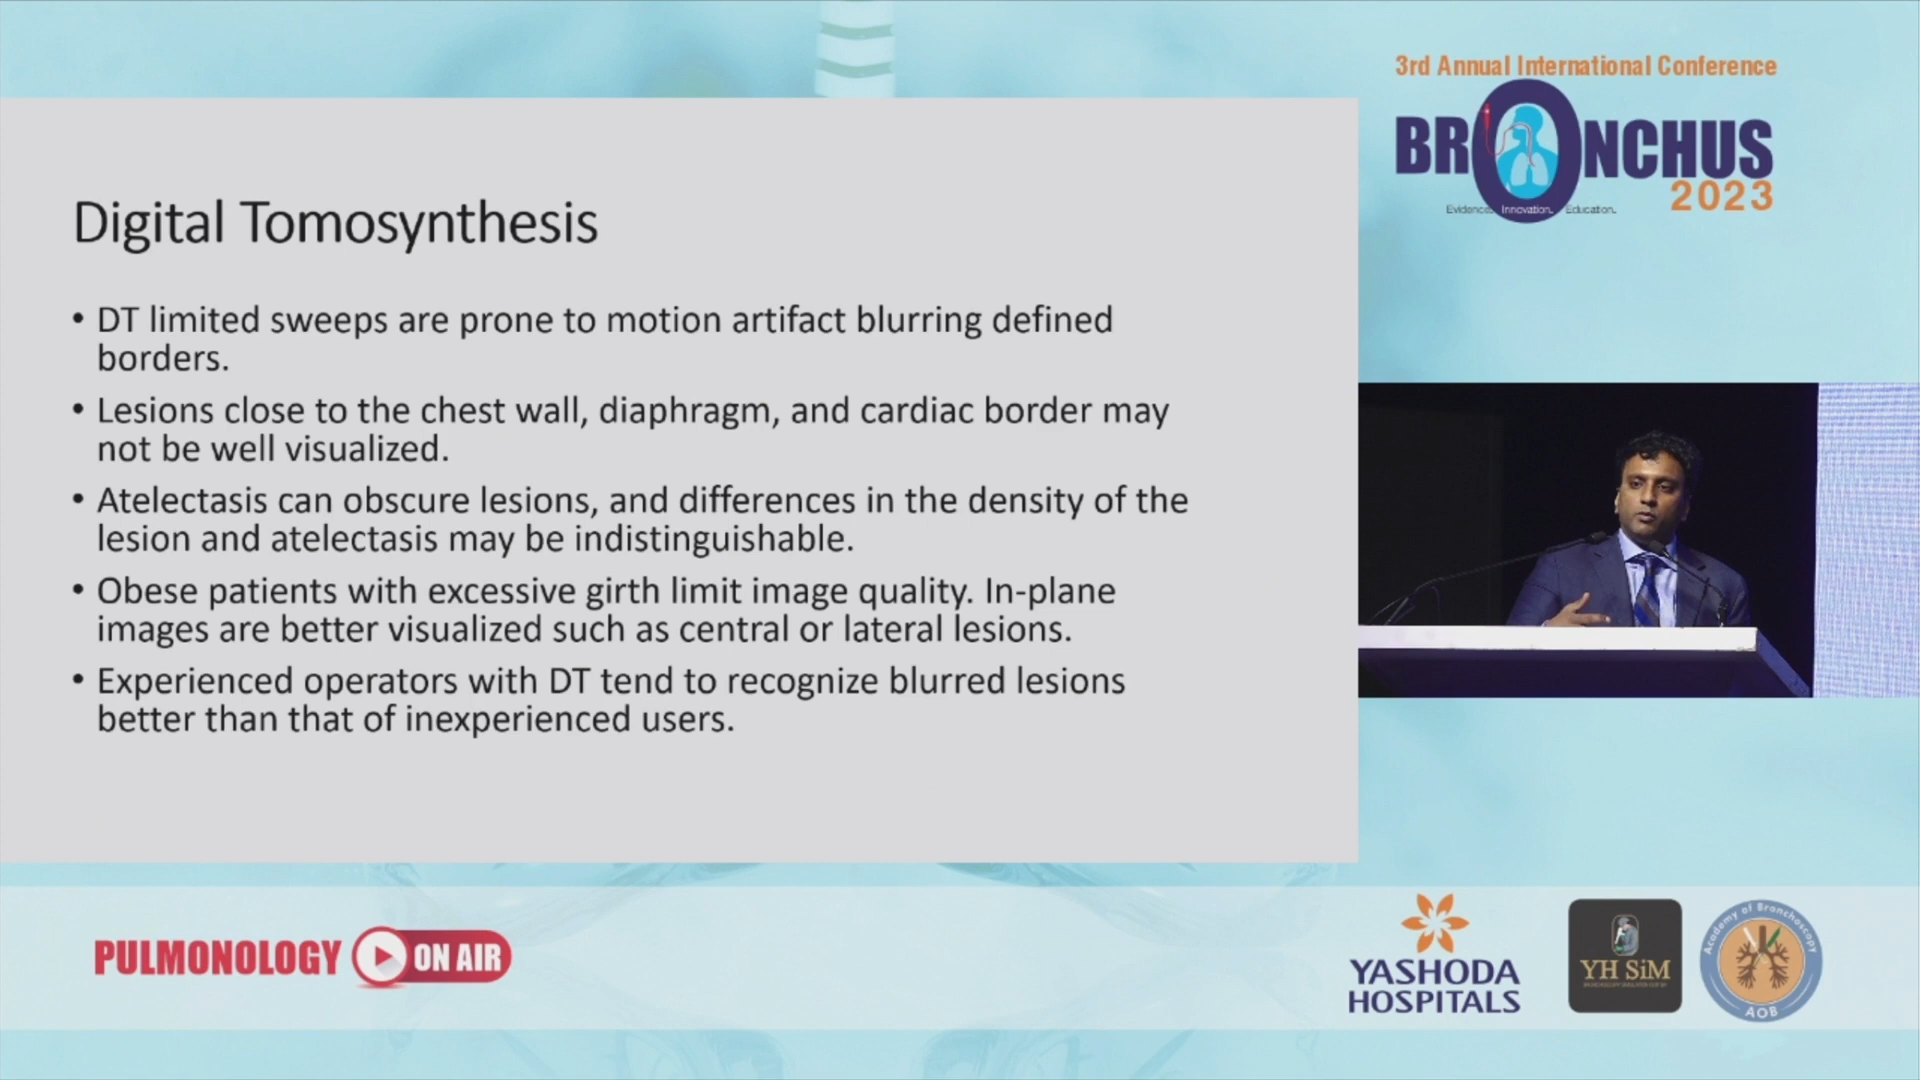 3rd Annual International Conference
BRONCHUS
2023
Evidence. Innovation. Education.
Digital Tomosynthesis
• DT limited sweeps are prone to motion artifact blurring defined
borders.
• Lesions close to the chest wall, diaphragm, and cardiac border may
not be well visualized.
• Atelectasis can obscure lesions, and differences in the density of the
lesion and atelectasis may be indistinguishable.
• Obese patients with excessive girth limit image quality. In-plane
images are better visualized such as central or lateral lesions.
• Experienced operators with DT tend to recognize blurred lesions
better than that of inexperienced users.
PULMONOLOGY ON AIR
YASHODA
HOSPITALS
YH SiM
Academy of Bronchoscopy
AOB